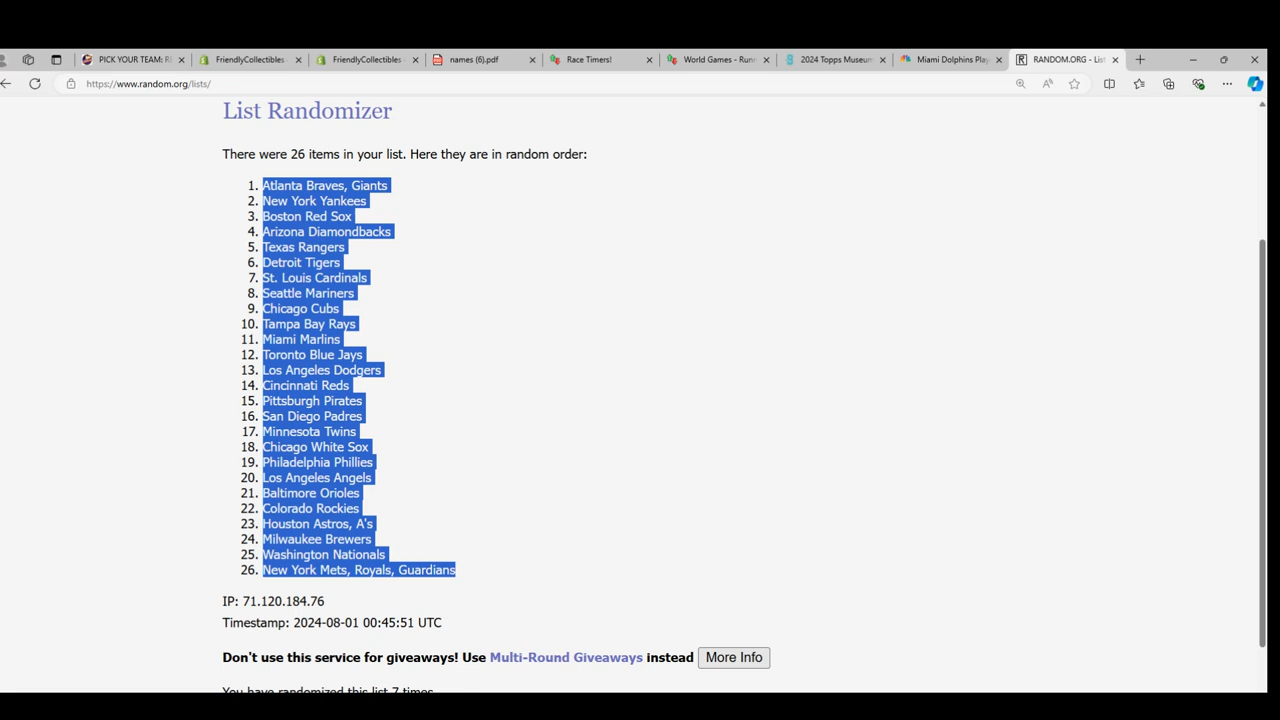 PICK YOUR TEAM: RI
FriendlyCollectibles
FriendlyCollectibles
names (6).pdf
Race Timers!
World Games - Run
2024 Topps Museum
Miami Dolphins Play
RANDOM.ORG - List
https://www.random.org/lists/
List Randomizer
There were 26 items in your list. Here they are in random order:
1. Atlanta Braves, Giants
2. New York Yankees
3. Boston Red Sox
4. Arizona Diamondbacks
5. Texas Rangers
6. Detroit Tigers
7. St. Louis Cardinals
8. Seattle Mariners
9. Chicago Cubs
10. Tampa Bay Rays
11. Miami Marlins
12. Toronto Blue Jays
13. Los Angeles Dodgers
14. Cincinnati Reds
15. Pittsburgh Pirates
16. San Diego Padres
17. Minnesota Twins
18. Chicago White Sox
19. Philadelphia Phillies
20. Los Angeles Angels
21. Baltimore Orioles
22. Colorado Rockies
23. Houston Astros, A's
24. Milwaukee Brewers
25. Washington Nationals
26. New York Mets, Royals, Guardians
IP: 71.120.184.76
Timestamp: 2024-08-01 00:45:51 UTC
Don't use this service for giveaways! Use Multi-Round Giveaways instead More Info
You have randomized this list 7 times.